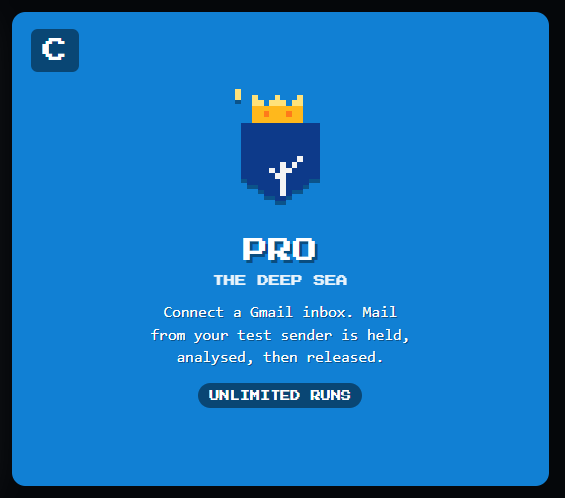 C
PRO
THE DEEP SEA
Connect a Gmail inbox. Mail
from your test sender is held,
analysed, then released.
UNLIMITED RUNS